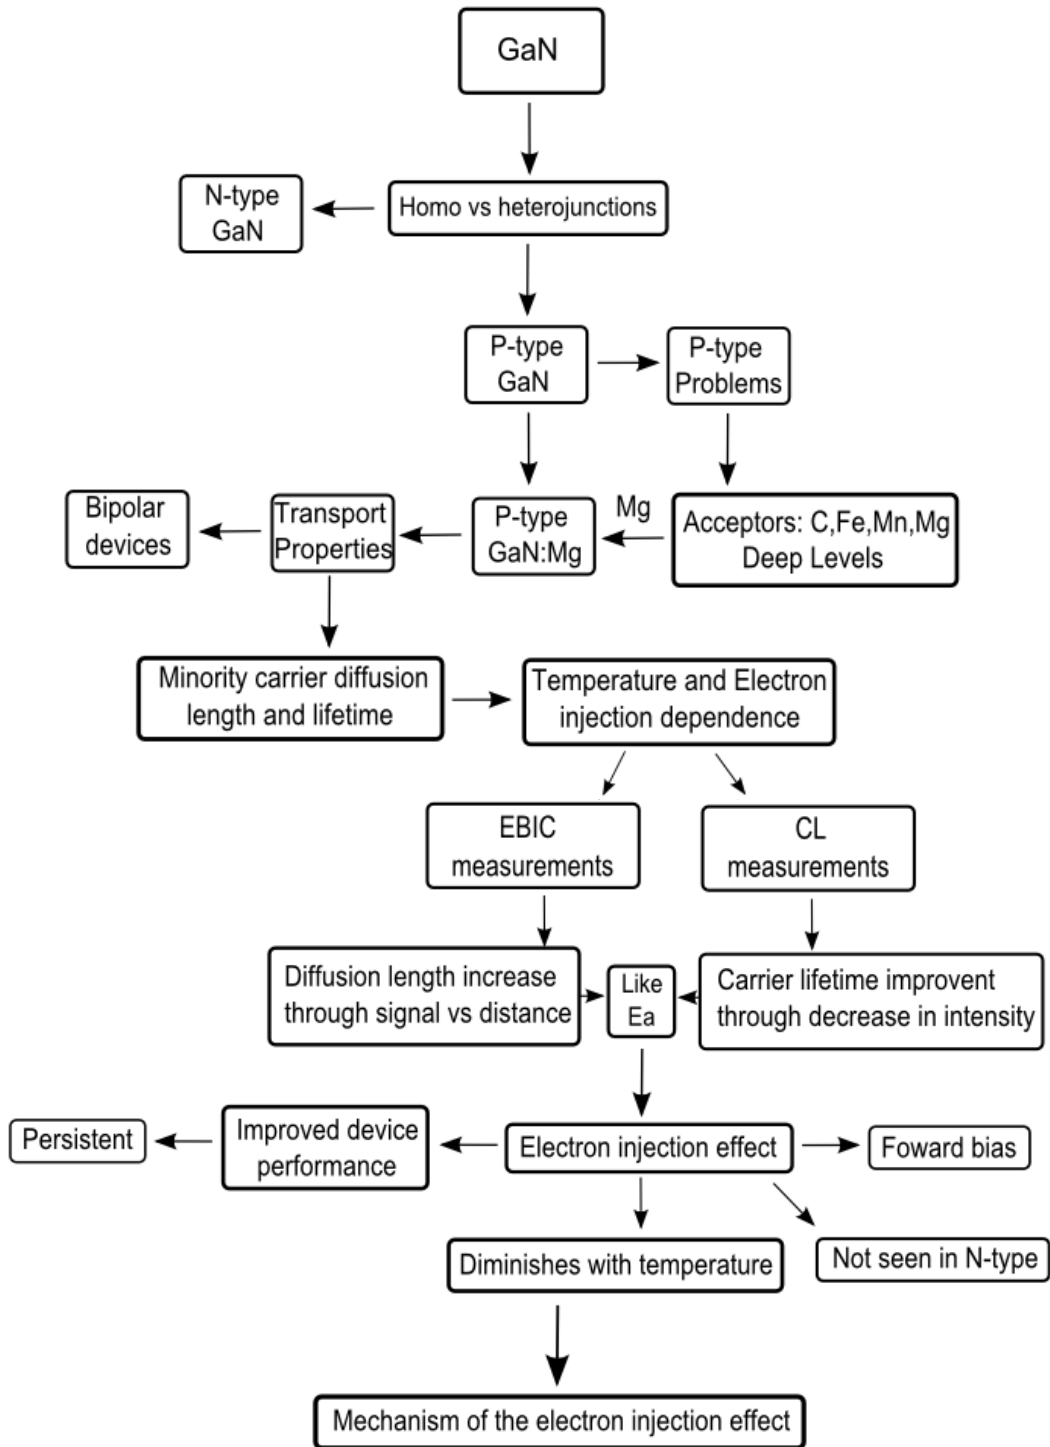 GaN
N-type
GaN
Homo vs heterojunctions
P-type
GaN
P-type
Problems
Bipolar
devices
Transport
Properties
P-type
GaN:Mg
Mg
Acceptors: C,Fe,Mn,Mg
Deep Levels
Minority carrier diffusion
length and lifetime
Temperature and Electron
injection dependence
EBIC
measurements
CL
measurements
Diffusion length increase
through signal vs distance
Like
Ea
Carrier lifetime improvent
through decrease in intensity
Persistent
Improved device
performance
Electron injection effect
Foward bias
Diminishes with temperature
Not seen in N-type
Mechanism of the electron injection effect